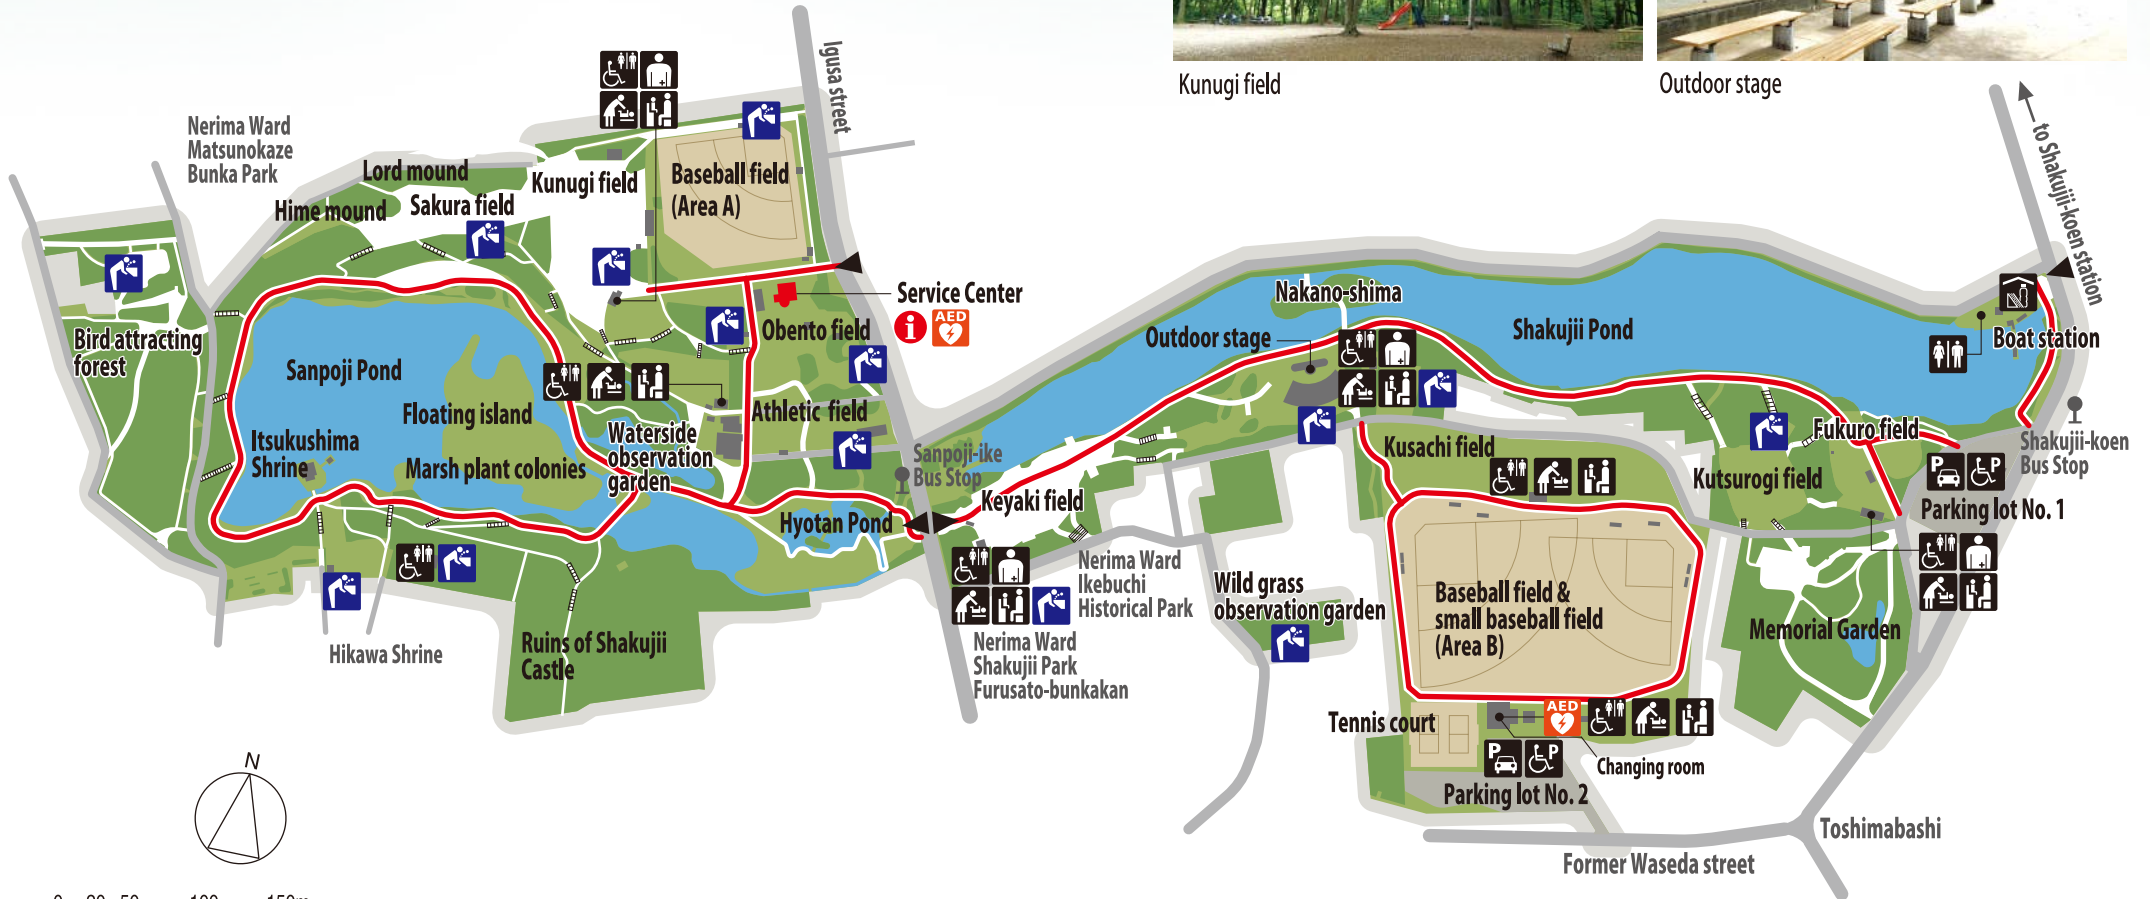 Kunugi field
Outdoor stage
Igusa street
to Shakujii-koen station
Nerima Ward
Matsunokaze
Bunka Park
Lord mound
Hime mound
Sakura field
Kunugi field
Baseball field
(Area A)
Service Center
i
AED
Obento field
Bird attracting
forest
Sanpoji Pond
Floating island
Itsukushima
Shrine
Marsh plant colonies
Waterside
observation
garden
Athletic field
Sanpoji-ike
Bus Stop
Hyotan Pond
Keyaki field
Hikawa Shrine
Ruins of Shakujii
Castle
Nerima Ward
Ikebuchi
Historical Park
Nerima Ward
Shakujii Park
Furusato-bunkakan
Nakano-shima
Outdoor stage
Shakujii Pond
Boat station
Shakujii-koen
Bus Stop
Kusachi field
Fukuro field
Kutsurogi field
P
P
Parking lot No. 1
Wild grass
observation garden
Baseball field &
small baseball field
(Area B)
Memorial Garden
Tennis court
AED
Changing room
P
P
Parking lot No. 2
Toshimabashi
Former Waseda street
N